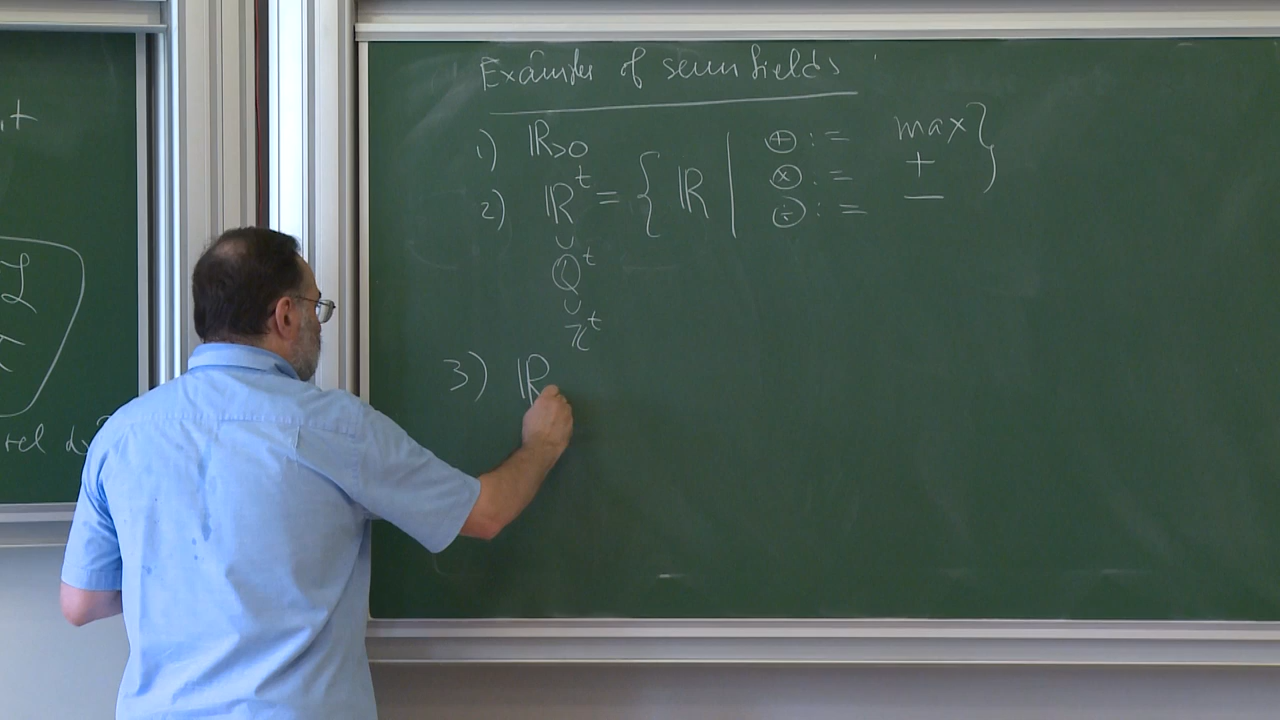 Examples of semifields
1) ℝ>0
2) ℝ^t = { ℝ | ⊕ := max
⊗ := +
⨸ := − }
∪
ℚ^t
∪
ℤ^t
3) ℝ